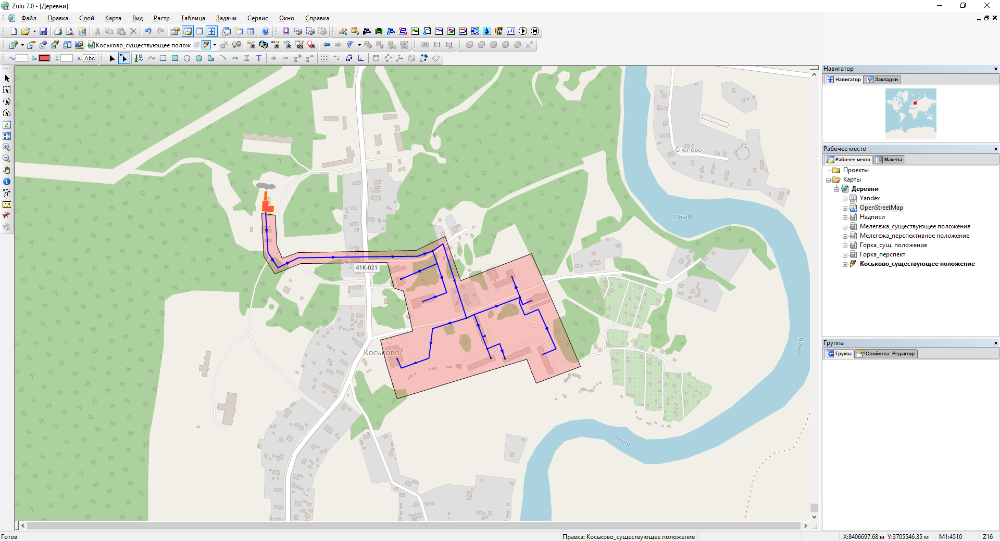 Zulu 7.0 - [Деревни]
Файл Правка Слой Карта Вид Растр Таблица Задачи Сервис Окно Справка
SQL
Коськово_существующее полож
1:1
A Abc
Снопово
Паша
41К-021
Коськово
Паша
Паша
Навигатор
Навигатор Закладки
Рабочее место
Рабочее место Макеты
Проекты
Карты
Деревни
Yandex
OpenStreetMap
Надписи
Мелегежа_существующее положение
Мелегежа_перспективное положение
Горка_сущ. положение
Горка_перспект
Коськово_существующее положение
Группа
Группа Свойства: Редактор
Готов
Правка: Коськово_существующее положение
X:8406697.68 м Y:3705546.35 м
М1:4510
Z16